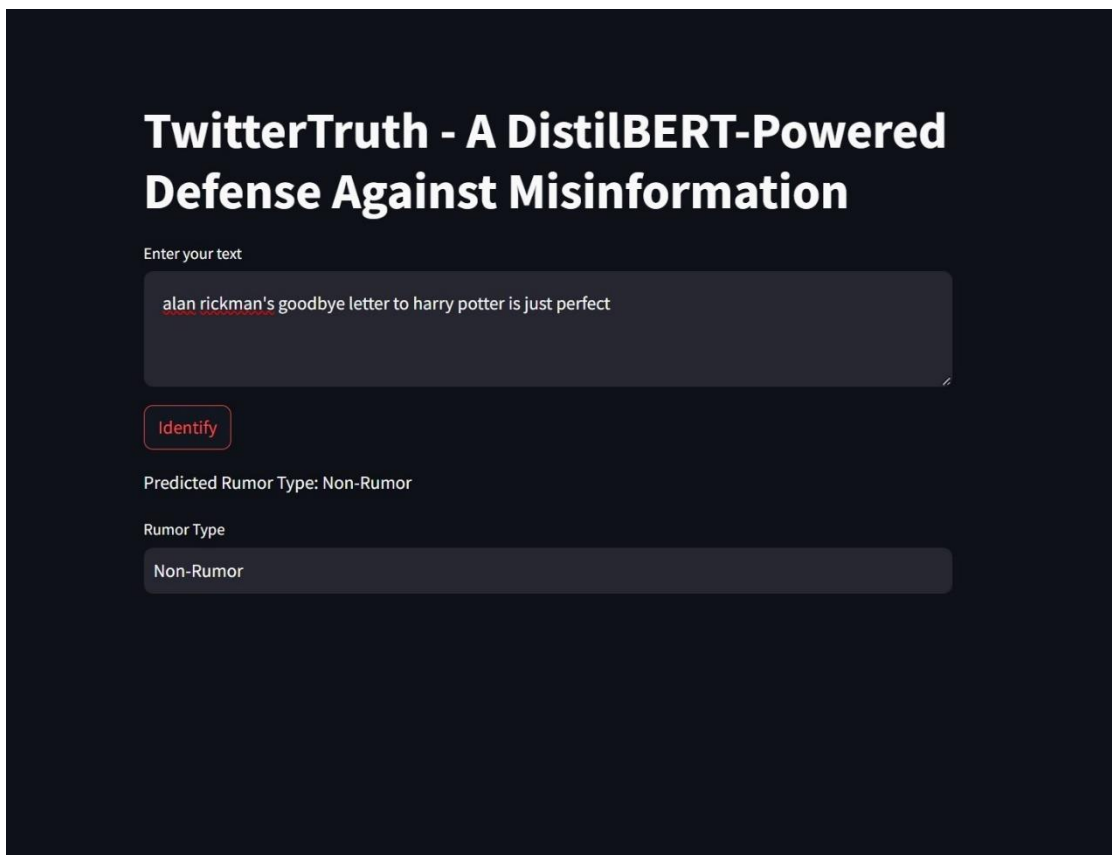 TwitterTruth - A DistilBERT-Powered
Defense Against Misinformation
Enter your text
alan rickman's goodbye letter to harry potter is just perfect
Identify
Predicted Rumor Type: Non-Rumor
Rumor Type
Non-Rumor